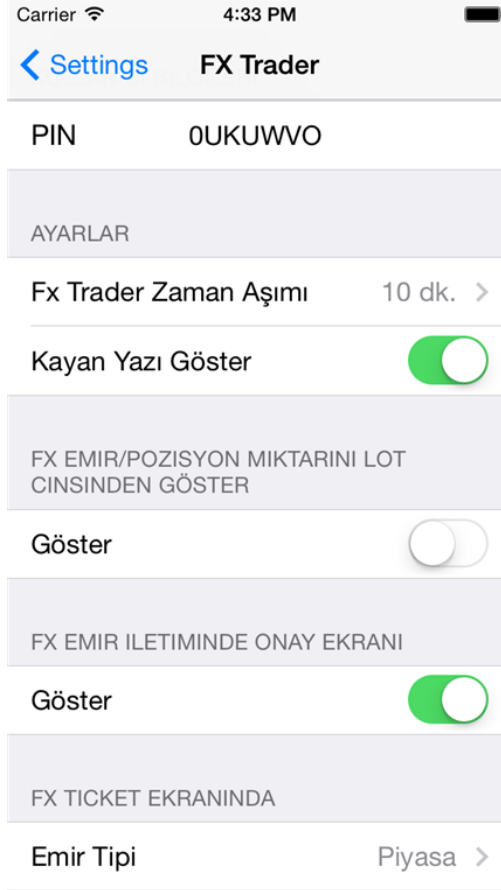 Carrier 4:33 PM
Settings FX Trader
PIN 0UKUWVO
AYARLAR
Fx Trader Zaman Aşımı 10 dk.
Kayan Yazı Göster
FX EMIR/POZISYON MIKTARINI LOT
CINSINDEN GÖSTER
Göster
FX EMIR ILETIMINDE ONAY EKRANI
Göster
FX TICKET EKRANINDA
Emir Tipi Piyasa